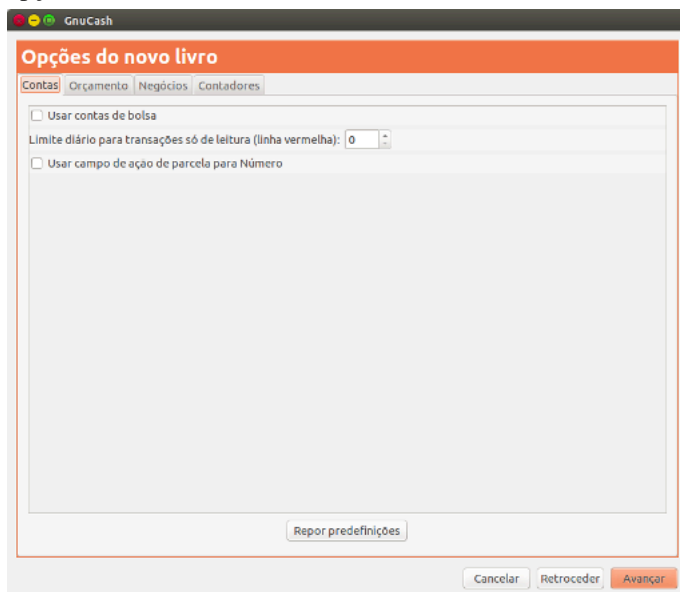 GnuCash
Opções do novo livro
Contas Orçamento Negócios Contadores
Usar contas de bolsa
Limite diário para transações só de leitura (linha vermelha): 0
Usar campo de ação de parcela para Número
Repor predefinições
Cancelar Retroceder Avançar